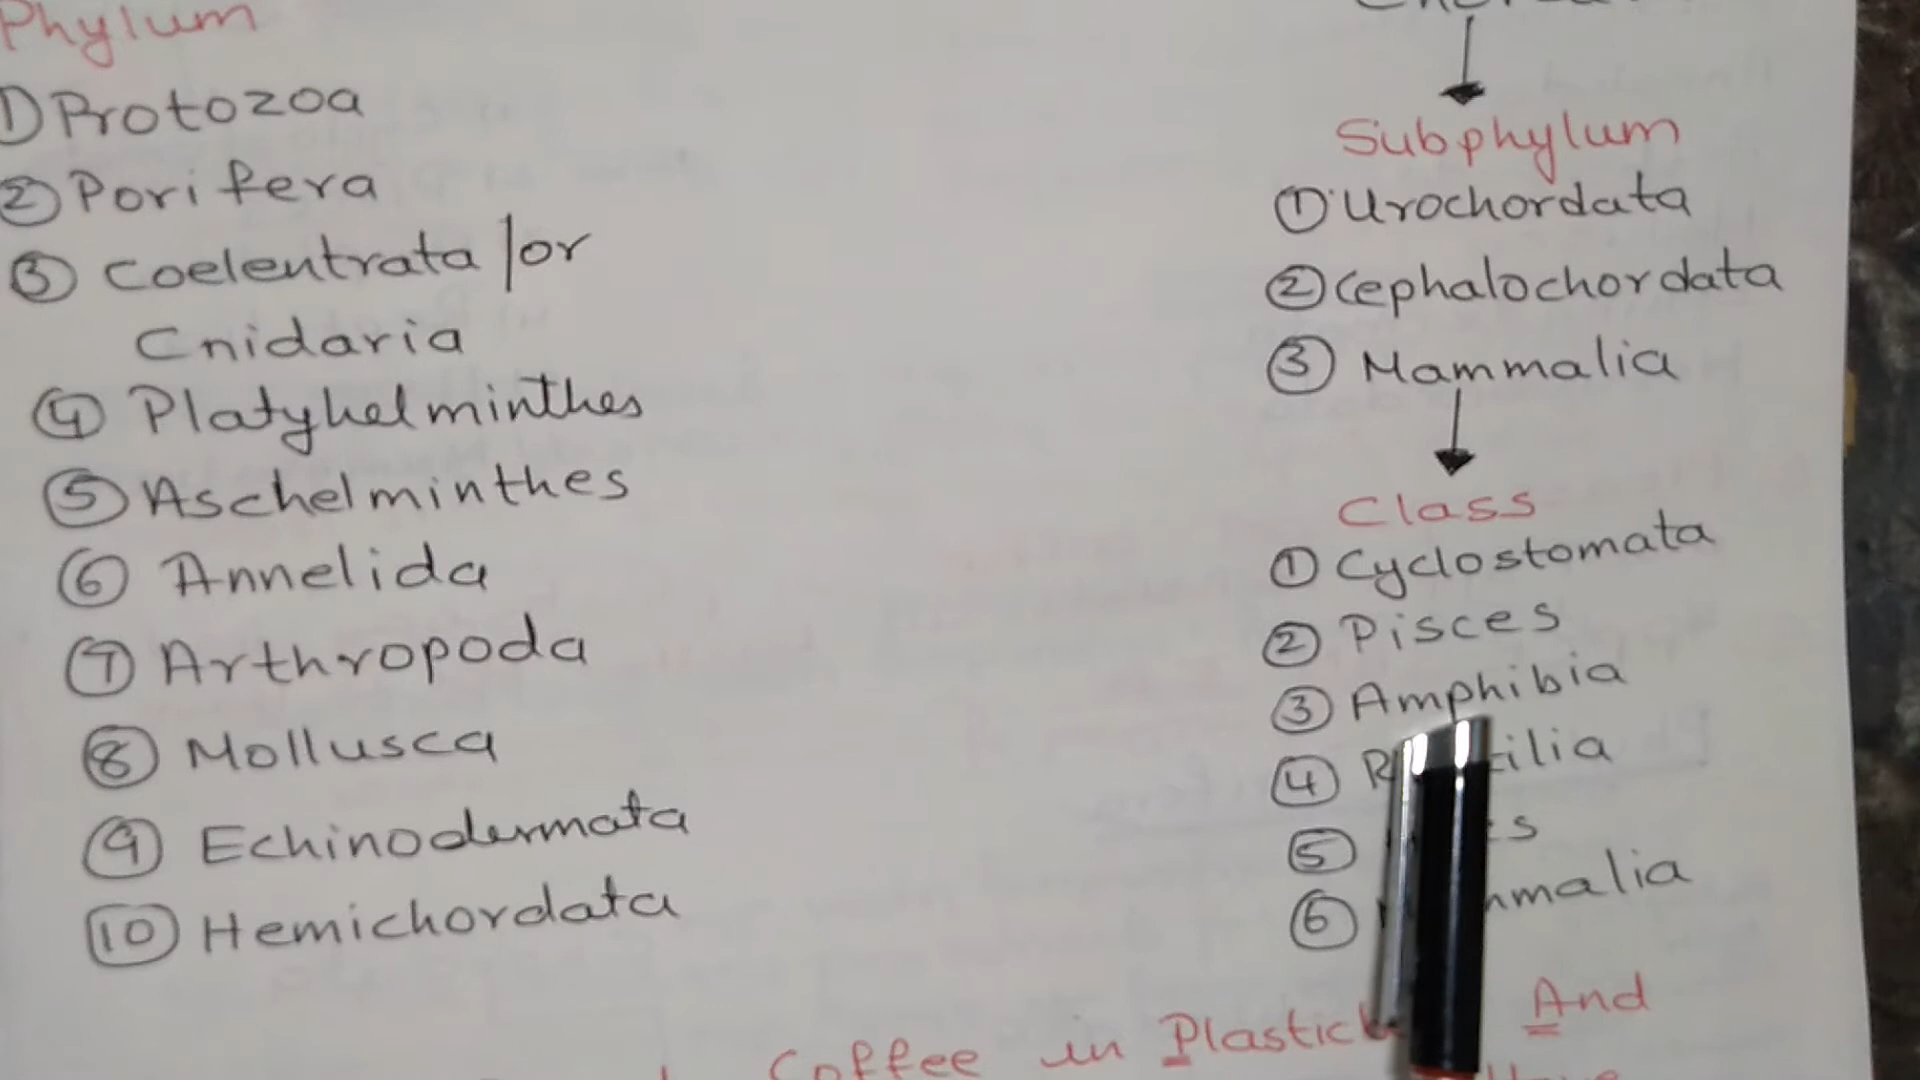 Phylum
1) Protozoa
② Porifera
③ Coelentrata /or
Cnidaria
④ Platyhelminthes
⑤ Aschelminthes
⑥ Annelida
⑦ Arthropoda
⑧ Mollusca
⑨ Echinodermata
⑩ Hemichordata
Subphylum
① Urochordata
② Cephalochordata
③ Mammalia
Class
① Cyclostomata
② Pisces
③ Amphibia
④
⑤
⑥
Coffee in Plastic And